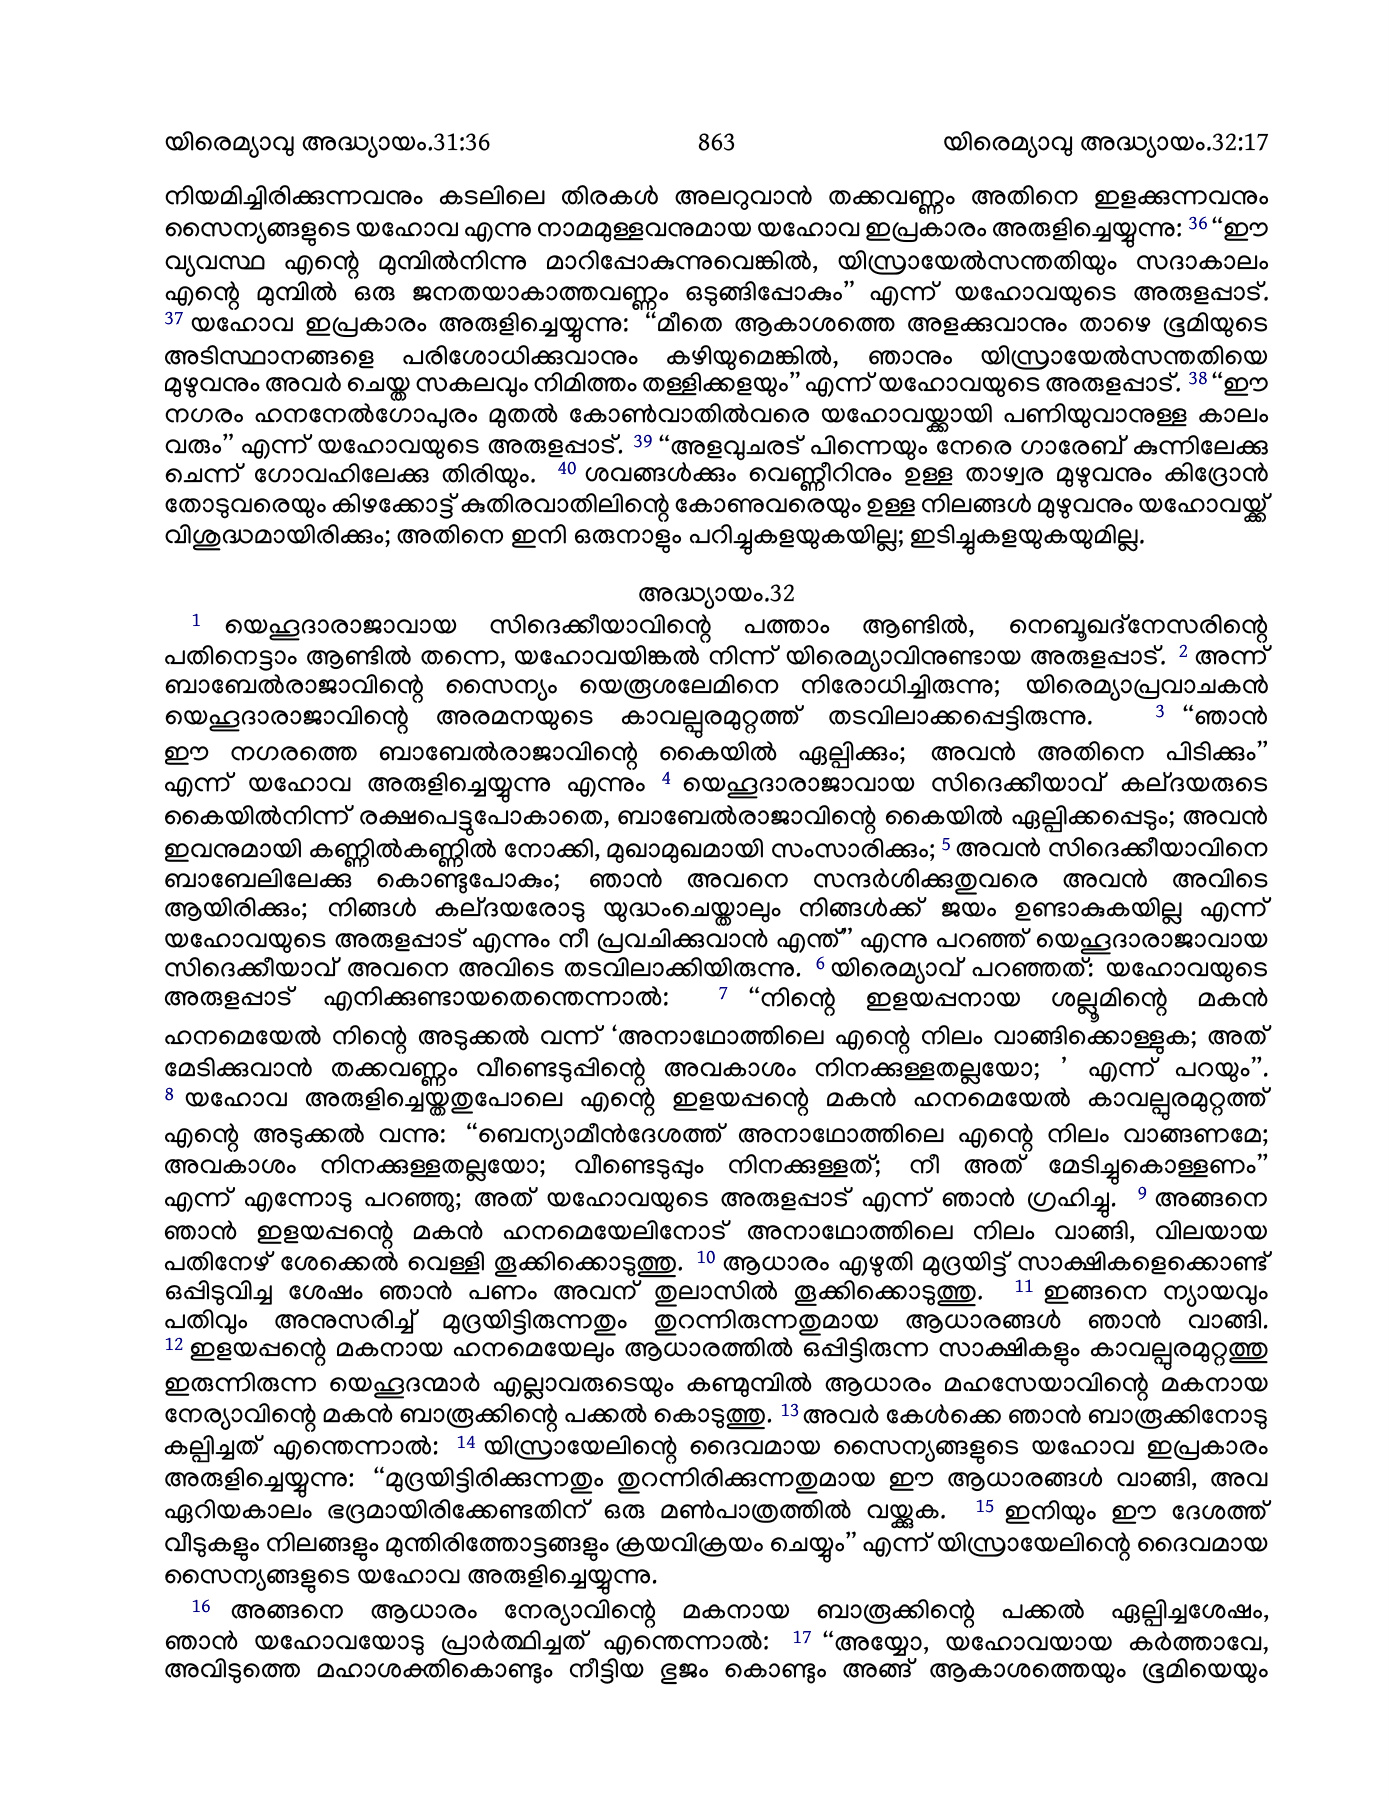 യിരെമ്യാവു അദ്ധ്യായം.31:36 863 യിരെമ്യാവു അദ്ധ്യായം.32:17
നിയമിച്ചിരിക്കുന്നവനും കടലിലെ തിരകൾ അലറുവാൻ തക്കവണ്ണം അതിനെ ഇളക്കുന്നവനും
സൈന്യങ്ങളുടെ യഹോവ എന്നു നാമമുള്ളവനുമായ യഹോവ ഇപ്രകാരം അരുളിച്ചെയ്യുന്നു: 36 “ഈ
വ്യവസ്ഥ എന്റെ മുമ്പിൽനിന്നു മാറിപ്പോകുന്നുവെങ്കിൽ, യിസ്രായേൽസന്തതിയും സദാകാലം
എന്റെ മുമ്പിൽ ഒരു ജനതയാകാത്തവണ്ണം ഒടുങ്ങിപ്പോകും” എന്ന് യഹോവയുടെ അരുളപ്പാട്.
37 യഹോവ ഇപ്രകാരം അരുളിച്ചെയ്യുന്നു: “മീതെ ആകാശത്തെ അളക്കുവാനും താഴെ ഭൂമിയുടെ
അടിസ്ഥാനങ്ങളെ പരിശോധിക്കുവാനും കഴിയുമെങ്കിൽ, ഞാനും യിസ്രായേൽസന്തതിയെ
മുഴുവനും അവർ ചെയ്ത സകലവും നിമിത്തം തള്ളിക്കളയും” എന്ന് യഹോവയുടെ അരുളപ്പാട്. 38 “ഈ
നഗരം ഹനനേൽഗോപുരം മുതൽ കോൺവാതിൽവരെ യഹോവയ്ക്കായി പണിയുവാനുള്ള കാലം
വരും” എന്ന് യഹോവയുടെ അരുളപ്പാട്. 39 “അളവുചരട് പിന്നെയും നേരെ ഗാരേബ് കുന്നിലേക്കു
ചെന്ന് ഗോവഹിലേക്കു തിരിയും. 40 ശവങ്ങൾക്കും വെണ്ണീറിനും ഉള്ള താഴ്വര മുഴുവനും കിദ്രോൻ
തോടുവരെയും കിഴക്കോട്ട് കുതിരവാതിലിന്റെ കോണുവരെയും ഉള്ള നിലങ്ങൾ മുഴുവനും യഹോവയ്ക്ക്
വിശുദ്ധമായിരിക്കും; അതിനെ ഇനി ഒരുനാളും പറിച്ചുകളയുകയില്ല; ഇടിച്ചുകളയുകയുമില്ല.
അദ്ധ്യായം.32
1 യെഹൂദാരാജാവായ സിദെക്കീയാവിന്റെ പത്താം ആണ്ടിൽ, നെബൂഖദ്നേസരിന്റെ
പതിനെട്ടാം ആണ്ടിൽ തന്നെ, യഹോവയിങ്കൽ നിന്ന് യിരെമ്യാവിനുണ്ടായ അരുളപ്പാട്. 2 അന്ന്
ബാബേൽരാജാവിന്റെ സൈന്യം യെരൂശലേമിനെ നിരോധിച്ചിരുന്നു; യിരെമ്യാപ്രവാചകൻ
യെഹൂദാരാജാവിന്റെ അരമനയുടെ കാവല്പുരമുറ്റത്ത് തടവിലാക്കപ്പെട്ടിരുന്നു. 3 “ഞാൻ
ഈ നഗരത്തെ ബാബേൽരാജാവിന്റെ കൈയിൽ ഏല്പിക്കും; അവൻ അതിനെ പിടിക്കും”
എന്ന് യഹോവ അരുളിച്ചെയ്യുന്നു എന്നും 4 യെഹൂദാരാജാവായ സിദെക്കീയാവ് കല്ദയരുടെ
കൈയിൽനിന്ന് രക്ഷപെട്ടുപോകാതെ, ബാബേൽരാജാവിന്റെ കൈയിൽ ഏല്പിക്കപ്പെടും; അവൻ
ഇവനുമായി കണ്ണിൽകണ്ണിൽ നോക്കി, മുഖാമുഖമായി സംസാരിക്കും; 5 അവൻ സിദെക്കീയാവിനെ
ബാബേലിലേക്കു കൊണ്ടുപോകും; ഞാൻ അവനെ സന്ദർശിക്കുതുവരെ അവൻ അവിടെ
ആയിരിക്കും; നിങ്ങൾ കല്ദയരോടു യുദ്ധംചെയ്താലും നിങ്ങൾക്ക് ജയം ഉണ്ടാകുകയില്ല എന്ന്
യഹോവയുടെ അരുളപ്പാട് എന്നും നീ പ്രവചിക്കുവാൻ എന്ത്” എന്നു പറഞ്ഞ് യെഹൂദാരാജാവായ
സിദെക്കീയാവ് അവനെ അവിടെ തടവിലാക്കിയിരുന്നു. 6 യിരെമ്യാവ് പറഞ്ഞത്: യഹോവയുടെ
അരുളപ്പാട് എനിക്കുണ്ടായതെന്തെന്നാൽ: 7 “നിന്റെ ഇളയപ്പനായ ശല്ലൂമിന്റെ മകൻ
ഹനമെയേൽ നിന്റെ അടുക്കൽ വന്ന് ‘അനാഥോത്തിലെ എന്റെ നിലം വാങ്ങിക്കൊള്ളുക; അത്
മേടിക്കുവാൻ തക്കവണ്ണം വീണ്ടെടുപ്പിന്റെ അവകാശം നിനക്കുള്ളതല്ലയോ; ’ എന്ന് പറയും”.
8 യഹോവ അരുളിച്ചെയ്തതുപോലെ എന്റെ ഇളയപ്പന്റെ മകൻ ഹനമെയേൽ കാവല്പുരമുറ്റത്ത്
എന്റെ അടുക്കൽ വന്നു: “ബെന്യാമീൻദേശത്ത് അനാഥോത്തിലെ എന്റെ നിലം വാങ്ങണമേ;
അവകാശം നിനക്കുള്ളതല്ലയോ; വീണ്ടെടുപ്പും നിനക്കുള്ളത്; നീ അത് മേടിച്ചുകൊള്ളണം”
എന്ന് എന്നോടു പറഞ്ഞു; അത് യഹോവയുടെ അരുളപ്പാട് എന്ന് ഞാൻ ഗ്രഹിച്ചു. 9 അങ്ങനെ
ഞാൻ ഇളയപ്പന്റെ മകൻ ഹനമെയേലിനോട് അനാഥോത്തിലെ നിലം വാങ്ങി, വിലയായ
പതിനേഴ് ശേക്കെൽ വെള്ളി തൂക്കിക്കൊടുത്തു. 10 ആധാരം എഴുതി മുദ്രയിട്ട് സാക്ഷികളെക്കൊണ്ട്
ഒപ്പിടുവിച്ച ശേഷം ഞാൻ പണം അവന് തുലാസിൽ തൂക്കിക്കൊടുത്തു. 11 ഇങ്ങനെ ന്യായവും
പതിവും അനുസരിച്ച് മുദ്രയിട്ടിരുന്നതും തുറന്നിരുന്നതുമായ ആധാരങ്ങൾ ഞാൻ വാങ്ങി.
12 ഇളയപ്പന്റെ മകനായ ഹനമെയേലും ആധാരത്തിൽ ഒപ്പിട്ടിരുന്ന സാക്ഷികളും കാവല്പുരമുറ്റത്തു
ഇരുന്നിരുന്ന യെഹൂദന്മാർ എല്ലാവരുടെയും കണ്മുമ്പിൽ ആധാരം മഹസേയാവിന്റെ മകനായ
നേര്യാവിന്റെ മകൻ ബാരൂക്കിന്റെ പക്കൽ കൊടുത്തു. 13 അവർ കേൾക്കെ ഞാൻ ബാരൂക്കിനോടു
കല്പിച്ചത് എന്തെന്നാൽ: 14 യിസ്രായേലിന്റെ ദൈവമായ സൈന്യങ്ങളുടെ യഹോവ ഇപ്രകാരം
അരുളിച്ചെയ്യുന്നു: “മുദ്രയിട്ടിരിക്കുന്നതും തുറന്നിരിക്കുന്നതുമായ ഈ ആധാരങ്ങൾ വാങ്ങി, അവ
ഏറിയകാലം ഭദ്രമായിരിക്കേണ്ടതിന് ഒരു മൺപാത്രത്തിൽ വയ്ക്കുക. 15 ഇനിയും ഈ ദേശത്ത്
വീടുകളും നിലങ്ങളും മുന്തിരിത്തോട്ടങ്ങളും ക്രയവിക്രയം ചെയ്യും” എന്ന് യിസ്രായേലിന്റെ ദൈവമായ
സൈന്യങ്ങളുടെ യഹോവ അരുളിച്ചെയ്യുന്നു.
16 അങ്ങനെ ആധാരം നേര്യാവിന്റെ മകനായ ബാരൂക്കിന്റെ പക്കൽ ഏല്പിച്ചശേഷം,
ഞാൻ യഹോവയോടു പ്രാർത്ഥിച്ചത് എന്തെന്നാൽ: 17 “അയ്യോ, യഹോവയായ കർത്താവേ,
അവിടുത്തെ മഹാശക്തികൊണ്ടും നീട്ടിയ ഭുജം കൊണ്ടും അങ്ങ് ആകാശത്തെയും ഭൂമിയെയും